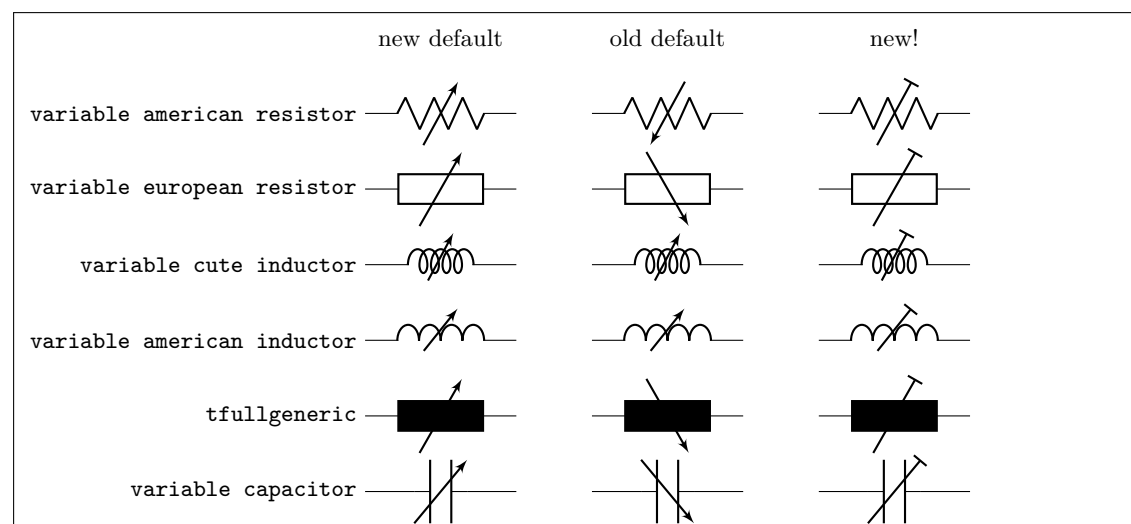 new default old default new!
variable american resistor
variable european resistor
variable cute inductor
variable american inductor
tfullgeneric
variable capacitor